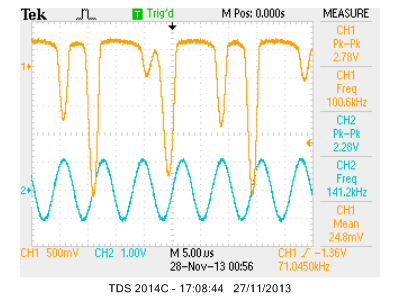 Tek T Trig'd M Pos: 0.000s MEASURE
CH1
Pk-Pk
2.78V
CH1
Freq
100.6kHz
CH2
Pk-Pk
2.28V
CH2
Freq
141.2kHz
CH1
Mean
24.8mV
1
2
CH1 500mV CH2 1.00V M 5.00us CH1 / -1.36V
28-Nov-13 00:56 71.0450kHz
TDS 2014C - 17:08:44 27/11/2013